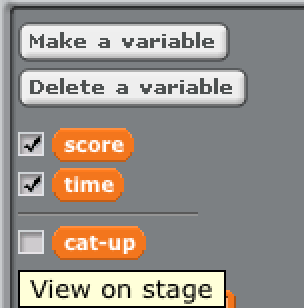 Make a variable
Delete a variable
score
time
cat-up
View on stage